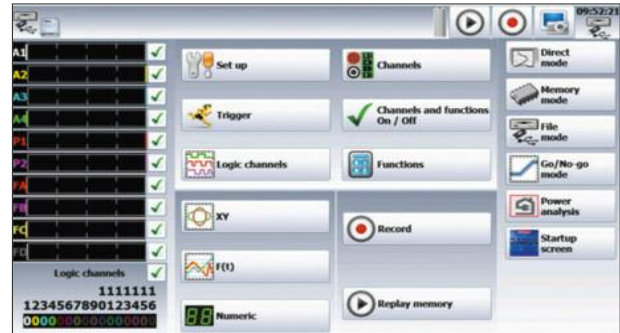 09:52:21
A1
A2
A3
A4
P1
P2
FA
FB
FC
FD
Logic channels
1111111
1234567890123456
0000000000000000
Set up
Channels
Trigger
Channels and functions
On / Off
Logic channels
Functions
XY
Record
F(t)
Numeric
Replay memory
Direct
mode
Memory
mode
File
mode
Go/No-go
mode
Power
analysis
Startup
screen